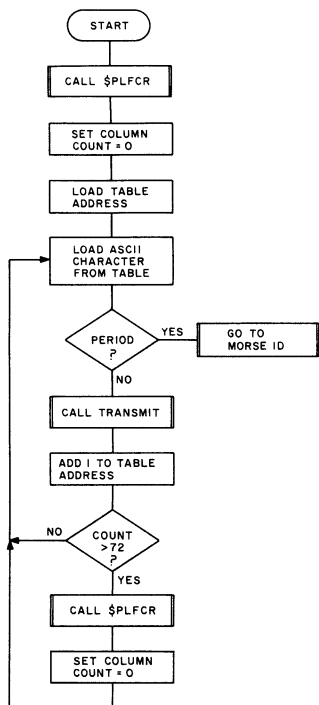 START
CALL $PLFCR
SET COLUMN
COUNT = 0
LOAD TABLE
ADDRESS
LOAD ASCII
CHARACTER
FROM TABLE
PERIOD
?
YES
GO TO
MORSE ID
NO
CALL TRANSMIT
ADD 1 TO TABLE
ADDRESS
NO
COUNT
>72
?
YES
CALL $PLFCR
SET COLUMN
COUNT = 0